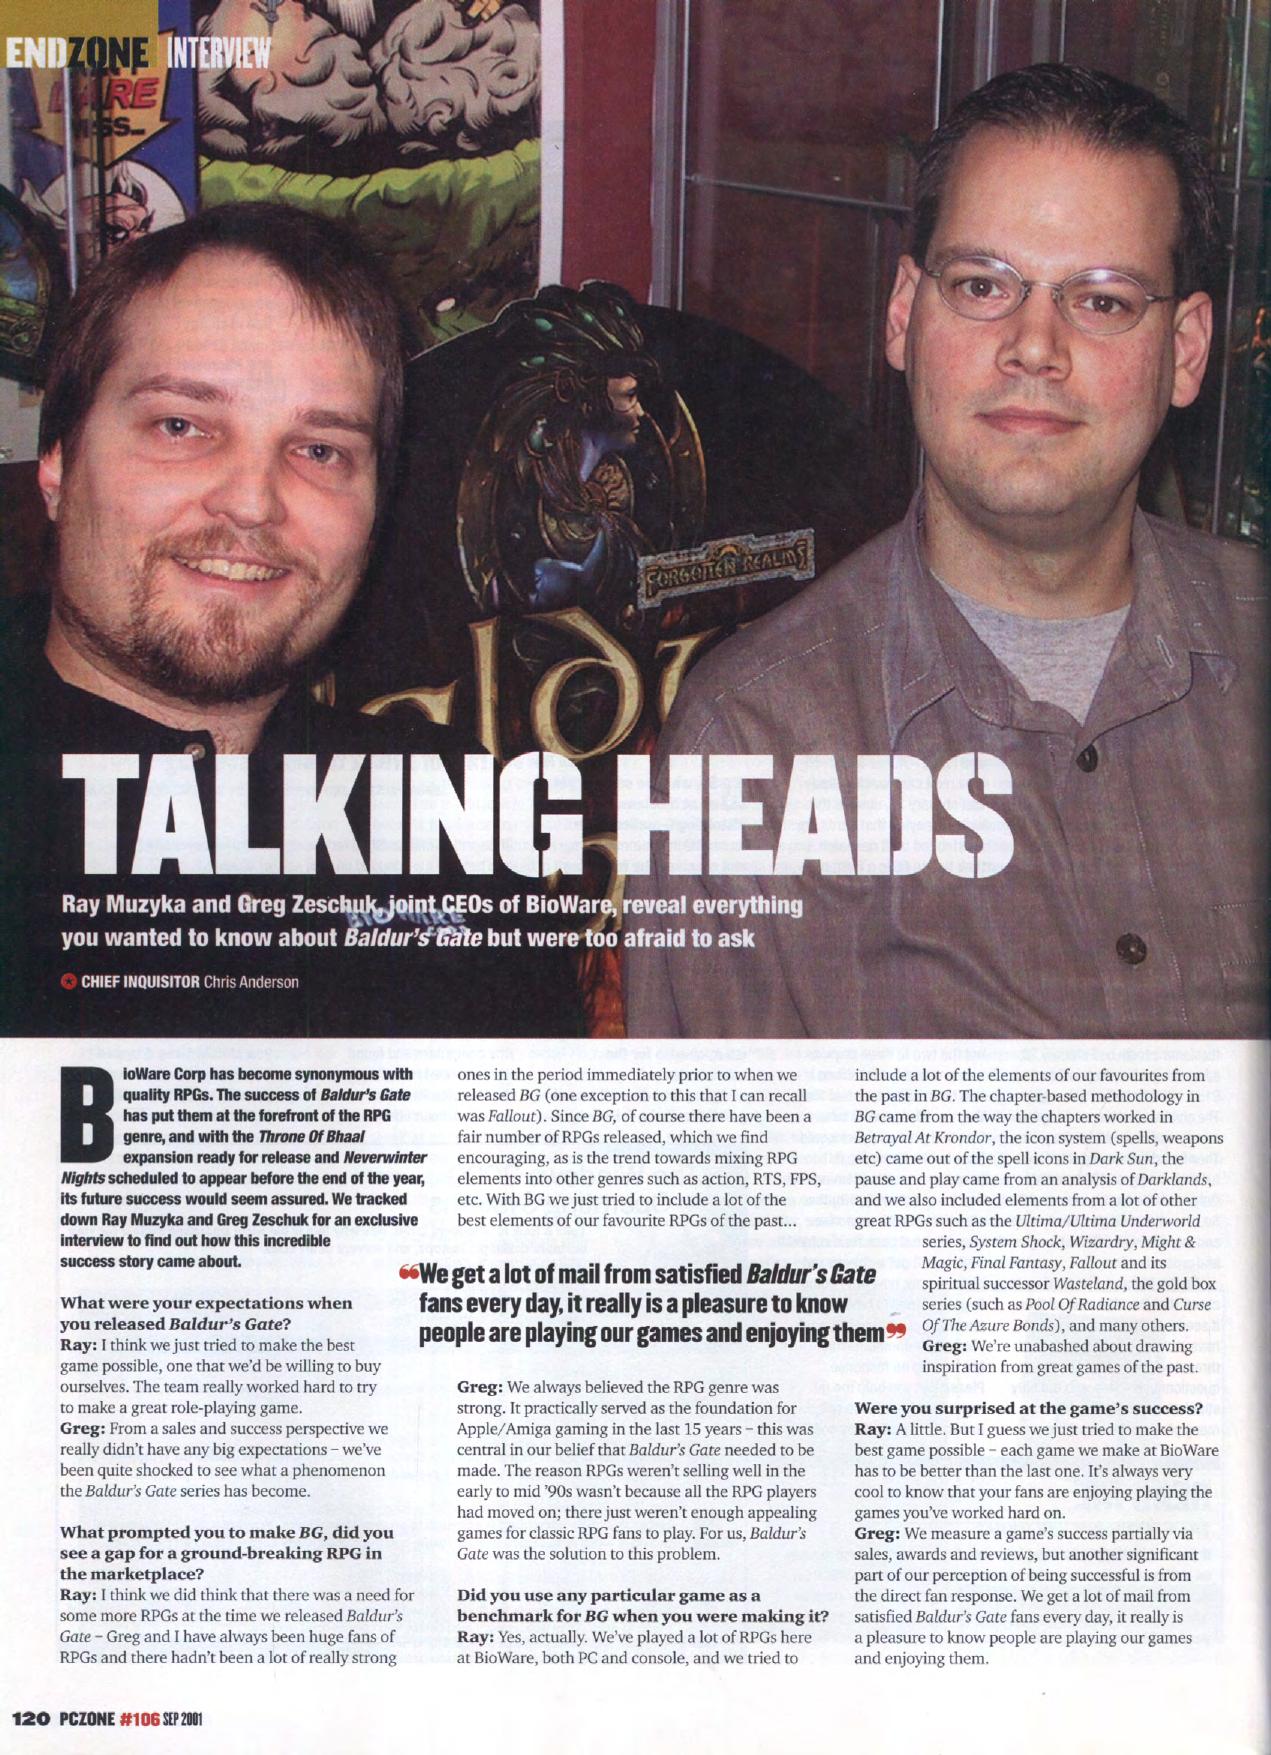 ENDZONE INTERVIEW
DARE
MISS...
FORGOTTEN REALMS
TALKING HEADS
Ray Muzyka and Greg Zeschuk, joint CEOs of BioWare, reveal everything
you wanted to know about Baldur's Gate but were too afraid to ask
BIOWARE
CORP
CHIEF INQUISITOR Chris Anderson
BioWare Corp has become synonymous with
quality RPGs. The success of Baldur's Gate
has put them at the forefront of the RPG
genre, and with the Throne Of Bhaal
expansion ready for release and Neverwinter
Nights scheduled to appear before the end of the year,
its future success would seem assured. We tracked
down Ray Muzyka and Greg Zeschuk for an exclusive
interview to find out how this incredible
success story came about.
What were your expectations when
you released Baldur's Gate?
Ray: I think we just tried to make the best
game possible, one that we'd be willing to buy
ourselves. The team really worked hard to try
to make a great role-playing game.
Greg: From a sales and success perspective we
really didn't have any big expectations – we've
been quite shocked to see what a phenomenon
the Baldur's Gate series has become.
What prompted you to make BG, did you
see a gap for a ground-breaking RPG in
the marketplace?
Ray: I think we did think that there was a need for
some more RPGs at the time we released Baldur's
Gate – Greg and I have always been huge fans of
RPGs and there hadn't been a lot of really strong
ones in the period immediately prior to when we
released BG (one exception to this that I can recall
was Fallout). Since BG, of course there have been a
fair number of RPGs released, which we find
encouraging, as is the trend towards mixing RPG
elements into other genres such as action, RTS, FPS,
etc. With BG we just tried to include a lot of the
best elements of our favourite RPGs of the past...
“We get a lot of mail from satisfied Baldur's Gate
fans every day, it really is a pleasure to know
people are playing our games and enjoying them”
Greg: We always believed the RPG genre was
strong. It practically served as the foundation for
Apple/Amiga gaming in the last 15 years – this was
central in our belief that Baldur's Gate needed to be
made. The reason RPGs weren't selling well in the
early to mid '90s wasn't because all the RPG players
had moved on; there just weren't enough appealing
games for classic RPG fans to play. For us, Baldur's
Gate was the solution to this problem.
Did you use any particular game as a
benchmark for BG when you were making it?
Ray: Yes, actually. We've played a lot of RPGs here
at BioWare, both PC and console, and we tried to
include a lot of the elements of our favourites from
the past in BG. The chapter-based methodology in
BG came from the way the chapters worked in
Betrayal At Krondor, the icon system (spells, weapons
etc) came out of the spell icons in Dark Sun, the
pause and play came from an analysis of Darklands,
and we also included elements from a lot of other
great RPGs such as the Ultima/Ultima Underworld
series, System Shock, Wizardry, Might &
Magic, Final Fantasy, Fallout and its
spiritual successor Wasteland, the gold box
series (such as Pool Of Radiance and Curse
Of The Azure Bonds), and many others.
Greg: We're unabashed about drawing
inspiration from great games of the past.
Were you surprised at the game's success?
Ray: A little. But I guess we just tried to make the
best game possible – each game we make at BioWare
has to be better than the last one. It's always very
cool to know that your fans are enjoying playing the
games you've worked hard on.
Greg: We measure a game's success partially via
sales, awards and reviews, but another significant
part of our perception of being successful is from
the direct fan response. We get a lot of mail from
satisfied Baldur's Gate fans every day, it really is
a pleasure to know people are playing our games
and enjoying them.
120 PCZONE #106 SEP 2001